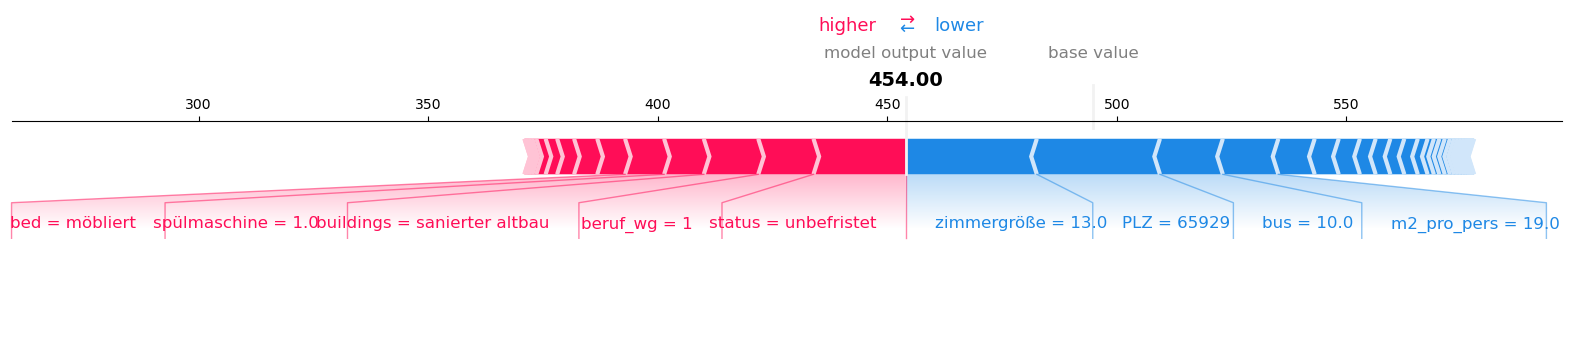 higher ⇄ lower
model output value base value
454.00
300 350 400 450 500 550
bed = möbliert spülmaschine = 1.0 buildings = sanierter altbau beruf_wg = 1 status = unbefristet zimmergröße = 13.0 PLZ = 65929 bus = 10.0 m2_pro_pers = 19.0